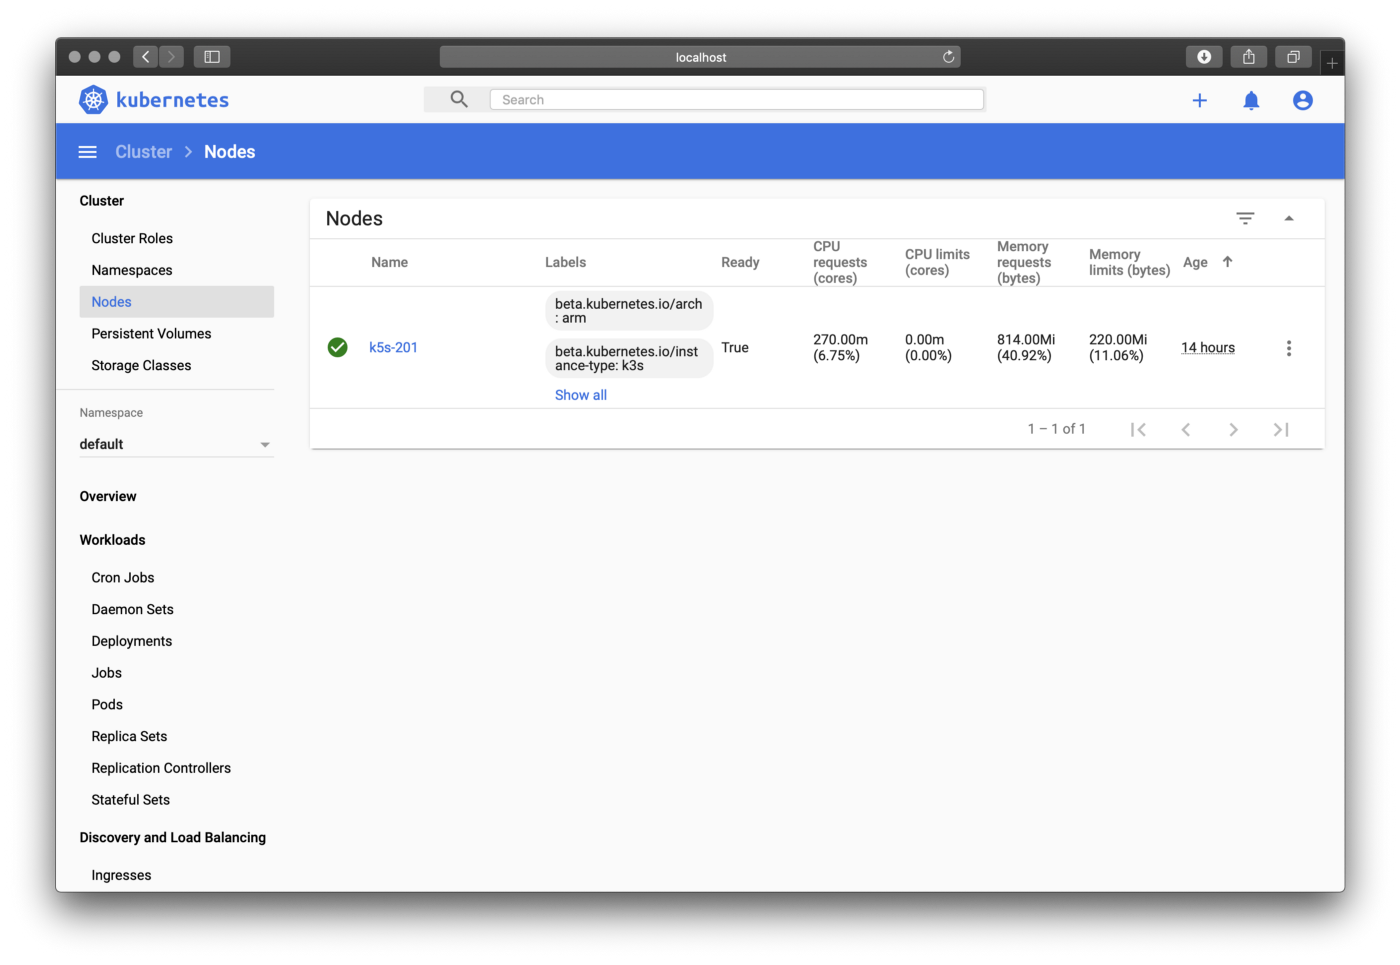 localhost
kubernetes
Search
Cluster > Nodes
Cluster
Cluster Roles
Namespaces
Nodes
Persistent Volumes
Storage Classes
Namespace
default
Overview
Workloads
Cron Jobs
Daemon Sets
Deployments
Jobs
Pods
Replica Sets
Replication Controllers
Stateful Sets
Discovery and Load Balancing
Ingresses
Nodes
Name
Labels
Ready
CPU
requests
(cores)
CPU limits
(cores)
Memory
requests
(bytes)
Memory
limits (bytes)
Age
k5s-201
beta.kubernetes.io/arch
: arm
beta.kubernetes.io/inst
ance-type: k3s
Show all
True
270.00m
(6.75%)
0.00m
(0.00%)
814.00Mi
(40.92%)
220.00Mi
(11.06%)
14 hours
1 – 1 of 1